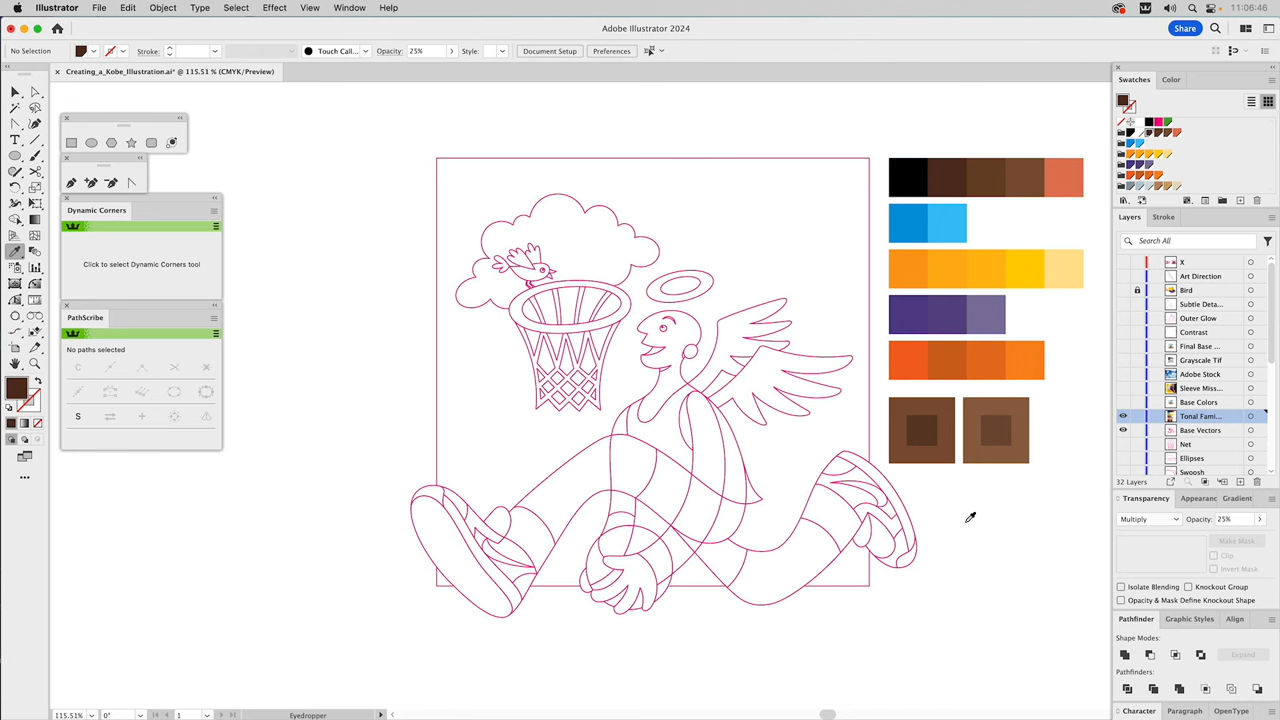 Illustrator File Edit Object Type Select Effect View Window Help 11:06:46
Adobe Illustrator 2024
Share
No Selection Stroke: Touch Call... Opacity: 25% Style: Document Setup Preferences
Creating_a_Kobe_Illustration.ai* @ 115.51 % (CMYK/Preview)
Dynamic Corners
Click to select Dynamic Corners tool
PathScribe
No paths selected
C
S
Swatches Color
Layers Stroke
Search All
X
Art Direction
Bird
Subtle Deta...
Outer Glow
Contrast
Final Base ...
Grayscale Tif
Adobe Stock
Sleeve Miss...
Base Colors
Tonal Fami...
Base Vectors
Net
Ellipses
Swoosh
32 Layers
Transparency Appearanc Gradient
Multiply Opacity: 25%
Make Mask
Clip
Invert Mask
Isolate Blending Knockout Group
Opacity & Mask Define Knockout Shape
Pathfinder Graphic Styles Align
Shape Modes:
Expand
Pathfinders:
Character Paragraph OpenType
115.51% 0° 1 Eyedropper